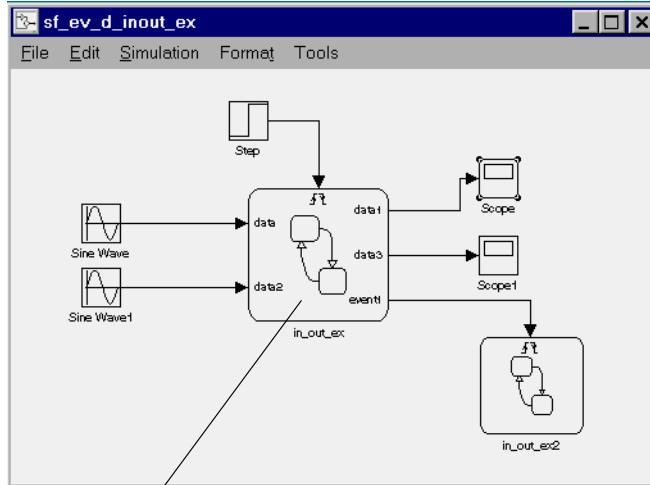 sf_ev_d_inout_ex
File Edit Simulation Format Tools
Step
data
data1
Scope
Sine Wave
data3
data2
Scope1
event1
Sine Wave1
in_out_ex
in_out_ex2